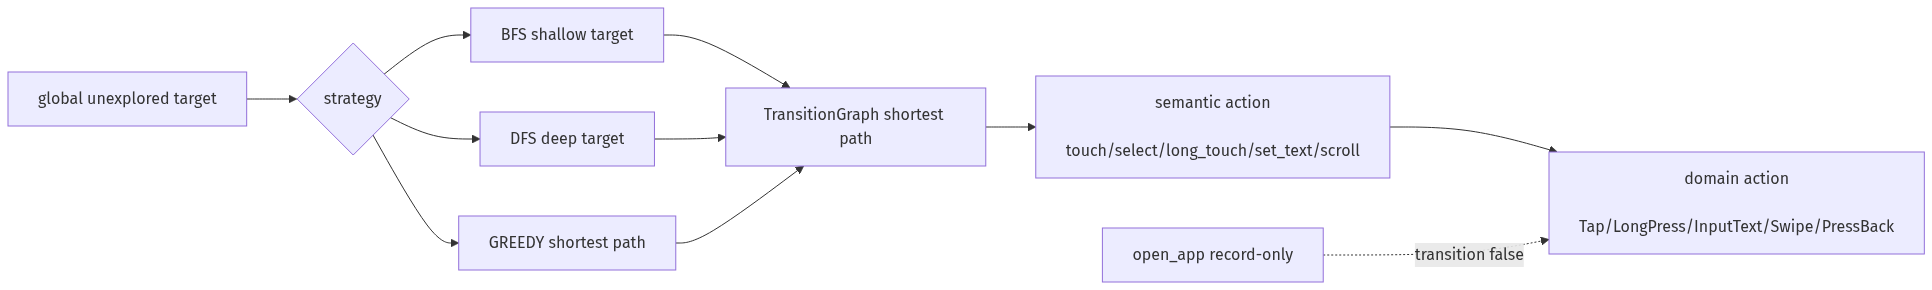 global unexplored target
strategy
BFS shallow target
DFS deep target
GREEDY shortest path
TransitionGraph shortest
path
semantic action
touch/select/long_touch/set_text/scroll
open_app record-only
transition false
domain action
Tap/LongPress/InputText/Swipe/PressBack